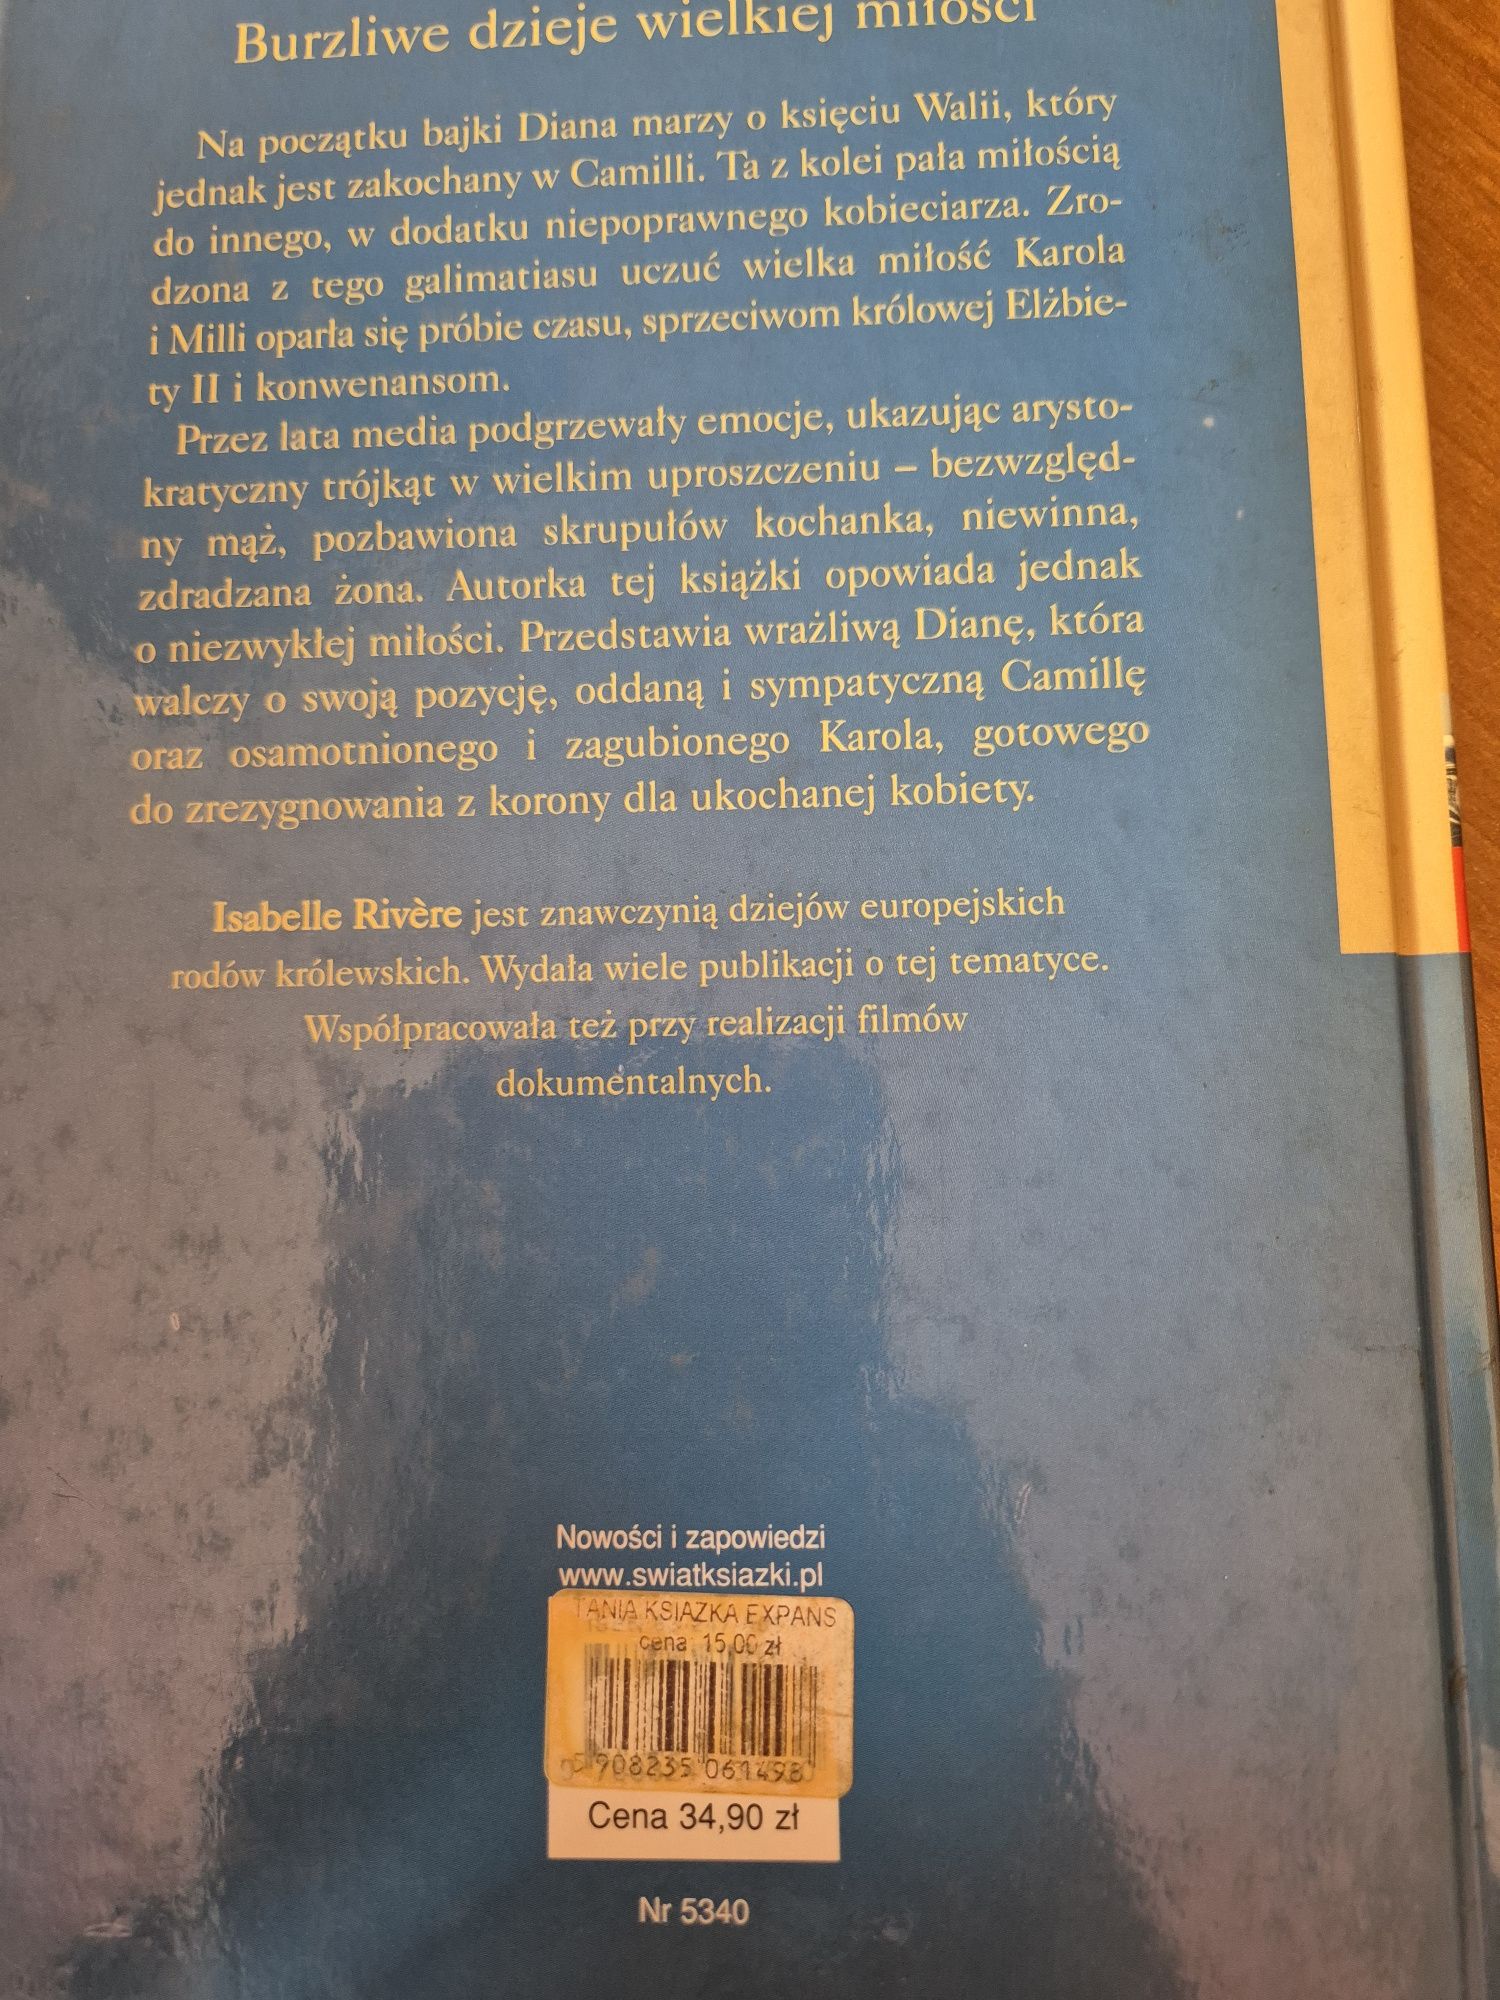 Burzliwe dzieje wielkiej miłości
Na początku bajki Diana marzy o księciu Walii, który
jednak jest zakochany w Camilli. Ta z kolei pała miłością
do innego, w dodatku niepoprawnego kobieciarza. Zro-
dzona z tego galimatiasu uczuć wielka miłość Karola
i Milli oparła się próbie czasu, sprzeciwom królowej Elżbie-
ty II i konwenansom.
Przez lata media podgrzewały emocje, ukazując arysto-
kratyczny trójkąt w wielkim uproszczeniu – bezwzględ-
ny mąż, pozbawiona skrupułów kochanka, niewinna,
zdradzana żona. Autorka tej książki opowiada jednak
o niezwykłej miłości. Przedstawia wrażliwą Dianę, która
walczy o swoją pozycję, oddaną i sympatyczną Camillę
oraz osamotnionego i zagubionego Karola, gotowego
do zrezygnowania z korony dla ukochanej kobiety.
Isabelle Rivère jest znawczynią dziejów europejskich
rodów królewskich. Wydała wiele publikacji o tej tematyce.
Współpracowała też przy realizacji filmów
dokumentalnych.
Nowości i zapowiedzi
www.swiatksiazki.pl
TANIA KSIAZKA EXPANS
cena: 15,00 zł
5 908235 061498
Cena 34,90 zł
Nr 5340